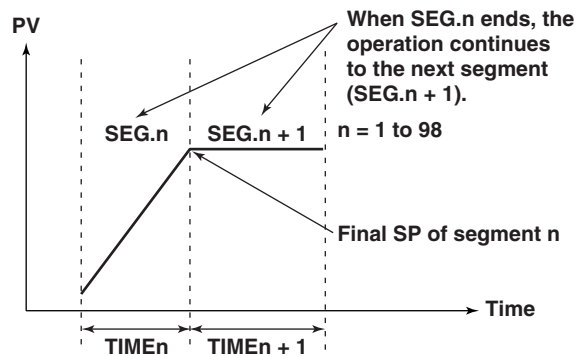 PV
When SEG.n ends, the
operation continues
to the next segment
(SEG.n + 1).
SEG.n
SEG.n + 1
n = 1 to 98
Final SP of segment n
Time
TIMEn
TIMEn + 1